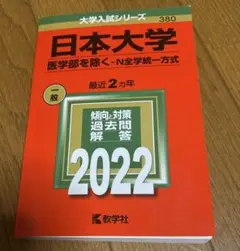 大学入試シリーズ 380
日本大学
医学部を除く-N全学統一方式
最近2カ年
一般
傾向と対策
過去問
解答
2022
教学社